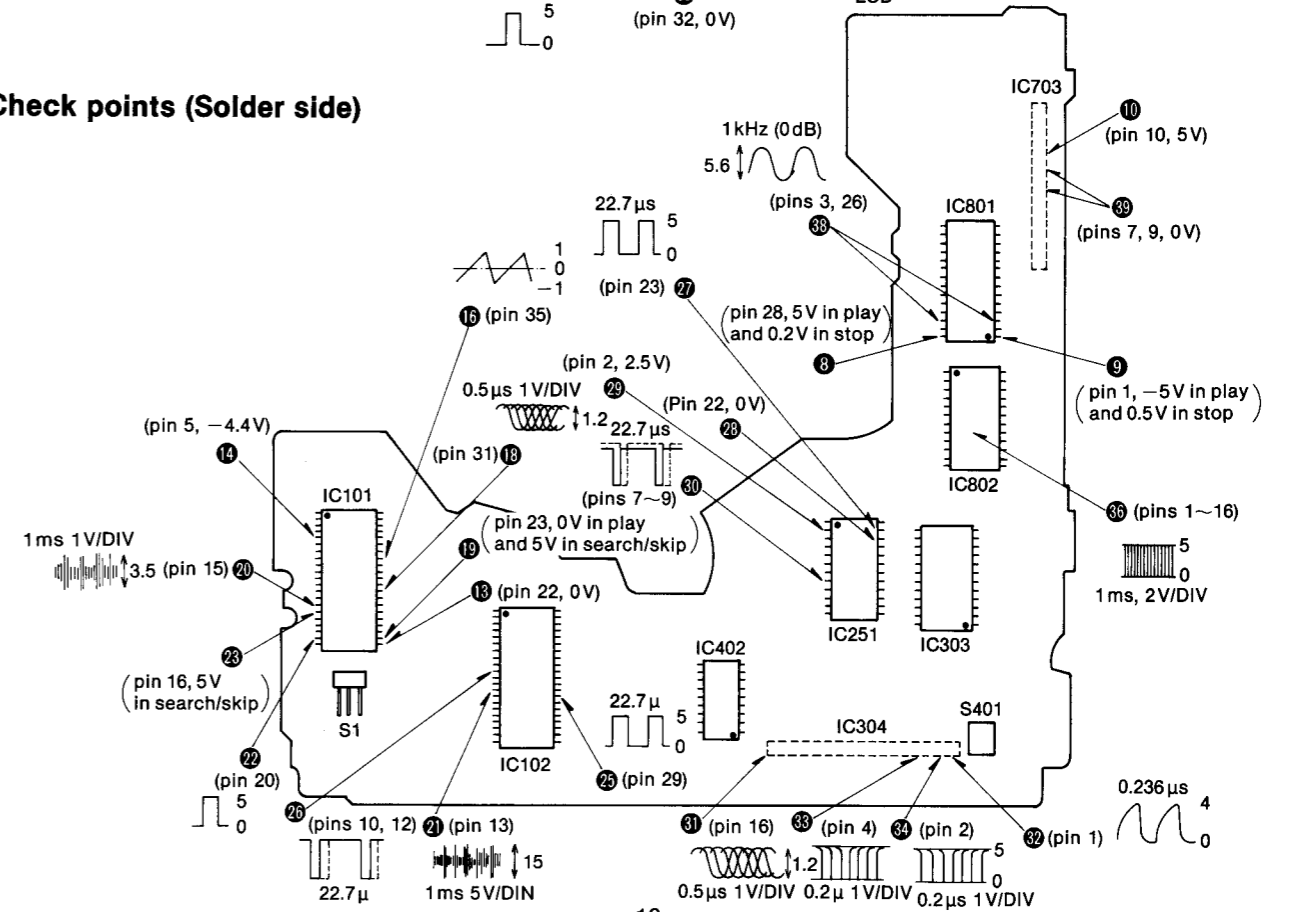 5
0
(pin 32, 0V)
Check points (Solder side)
IC703
10
(pin 10, 5V)
1kHz (0dB)
5.6
(pins 3, 26)
38
IC801
39
(pins 7, 9, 0V)
22.7μs
5
0
1
0
−1
(pin 23) 27
16 (pin 35)
(pin 28, 5V in play
and 0.2V in stop)
8
9
(pin 1, −5V in play
and 0.5V in stop)
(pin 2, 2.5V)
29
0.5μs 1V/DIV
1.2
(Pin 22, 0V)
28
22.7μs
(pin 5, −4.4V)
14
(pin 31) 18
(pins 7~9)
30
IC802
36 (pins 1~16)
5
0
1ms, 2V/DIV
IC101
(pin 23, 0V in play
and 5V in search/skip)
19
1ms 1V/DIV
3.5 (pin 15) 20
13 (pin 22, 0V)
IC251
IC303
23
(pin 16, 5V
in search/skip)
S1
IC402
22.7μ
5
0
IC102
25 (pin 29)
IC304
S401
22
(pin 20)
5
0
26
(pins 10, 12)
22.7μ
21 (pin 13)
15
1ms 5V/DIN
31 (pin 16)
1.2
0.5μs 1V/DIV
33
(pin 4)
0.2μ 1V/DIV
34 (pin 2)
5
0
0.2μs 1V/DIV
32 (pin 1)
0.236μs
4
0